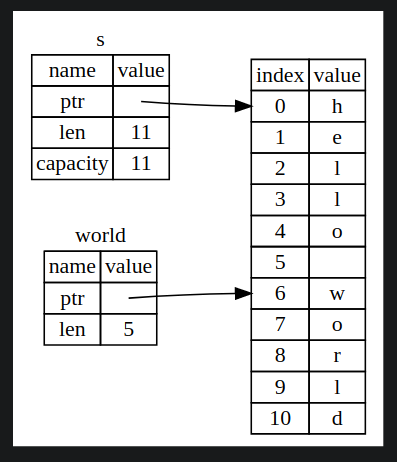 s
name value
ptr
len 11
capacity 11
world
name value
ptr
len 5
index value
0 h
1 e
2 l
3 l
4 o
5
6 w
7 o
8 r
9 l
10 d